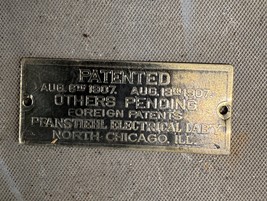 PATENTED
AUG. 6TH 1907. AUG. 13TH 1907.
OTHERS PENDING
FOREIGN PATENTS
PFANSTIEHL ELECTRICAL LAB'Y
NORTH CHICAGO, ILL.